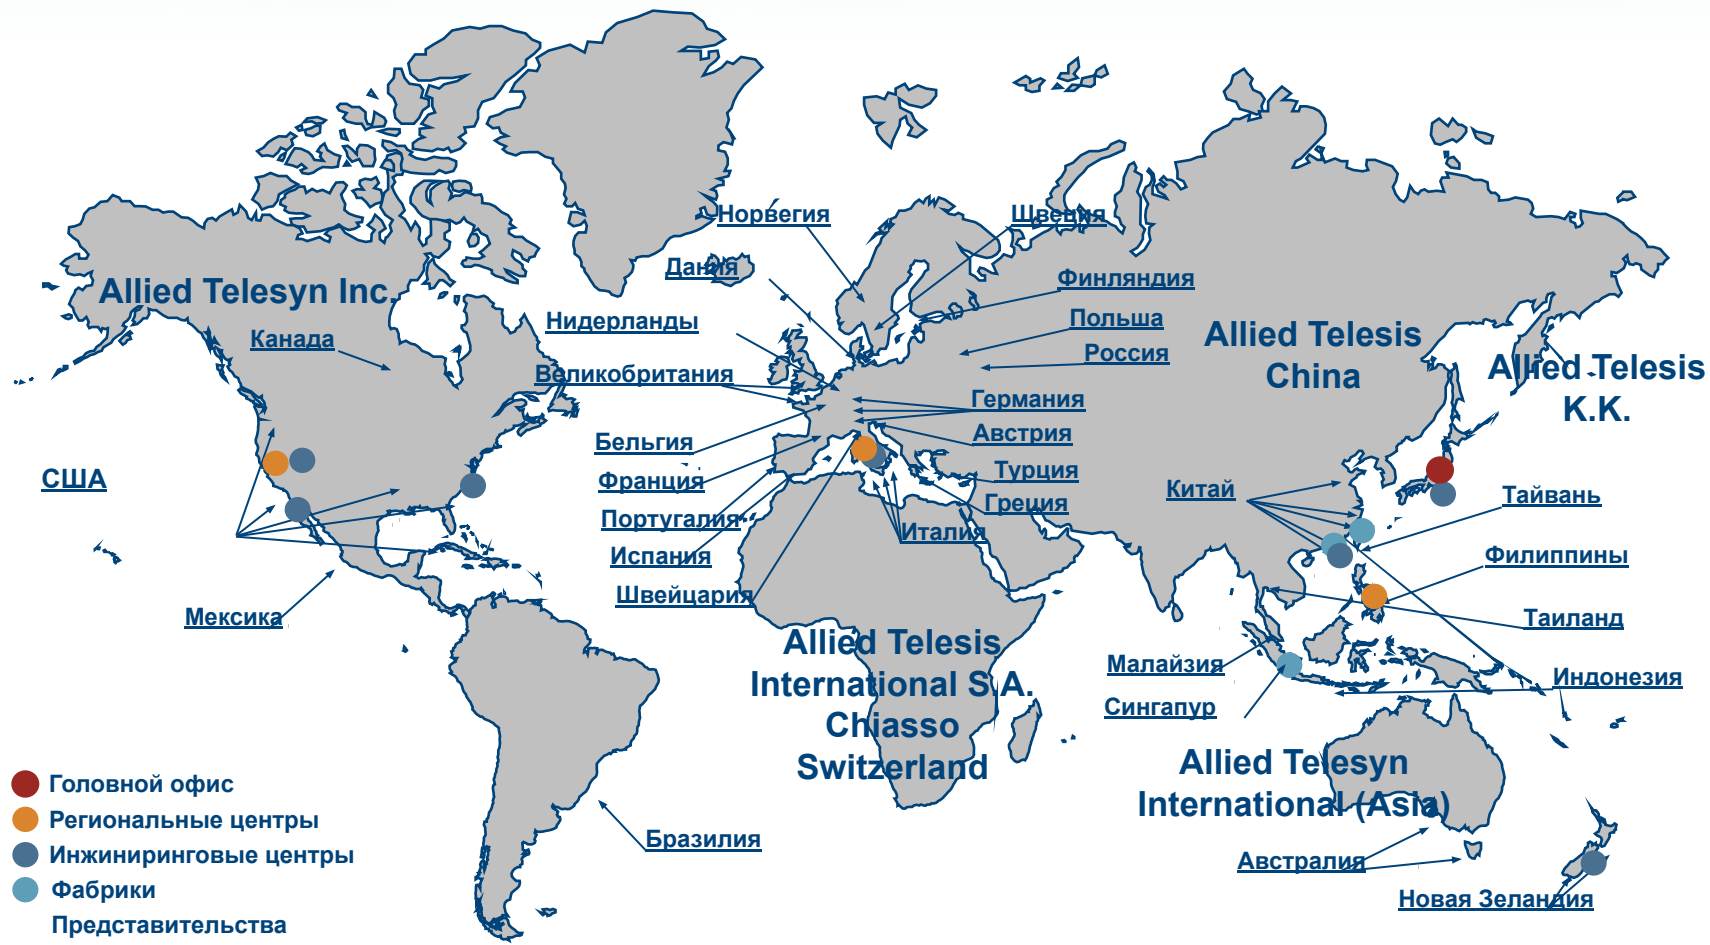 Норвегия
Швеция
Дания
Финляндия
Allied Telesyn Inc.
Нидерланды
Польша
Канада
Россия
Allied Telesis
China
Allied Telesis
K.K.
Великобритания
Германия
Бельгия
Австрия
США
Франция
Турция
Китай
Тайвань
Португалия
Греция
Италия
Испания
Филиппины
Швейцария
Мексика
Таиланд
Allied Telesis
International S.A.
Chiasso
Switzerland
Малайзия
Индонезия
Сингапур
Allied Telesyn
International (Asia)
Бразилия
Австралия
Новая Зеландия
Головной офис
Региональные центры
Инжиниринговые центры
Фабрики
Представительства